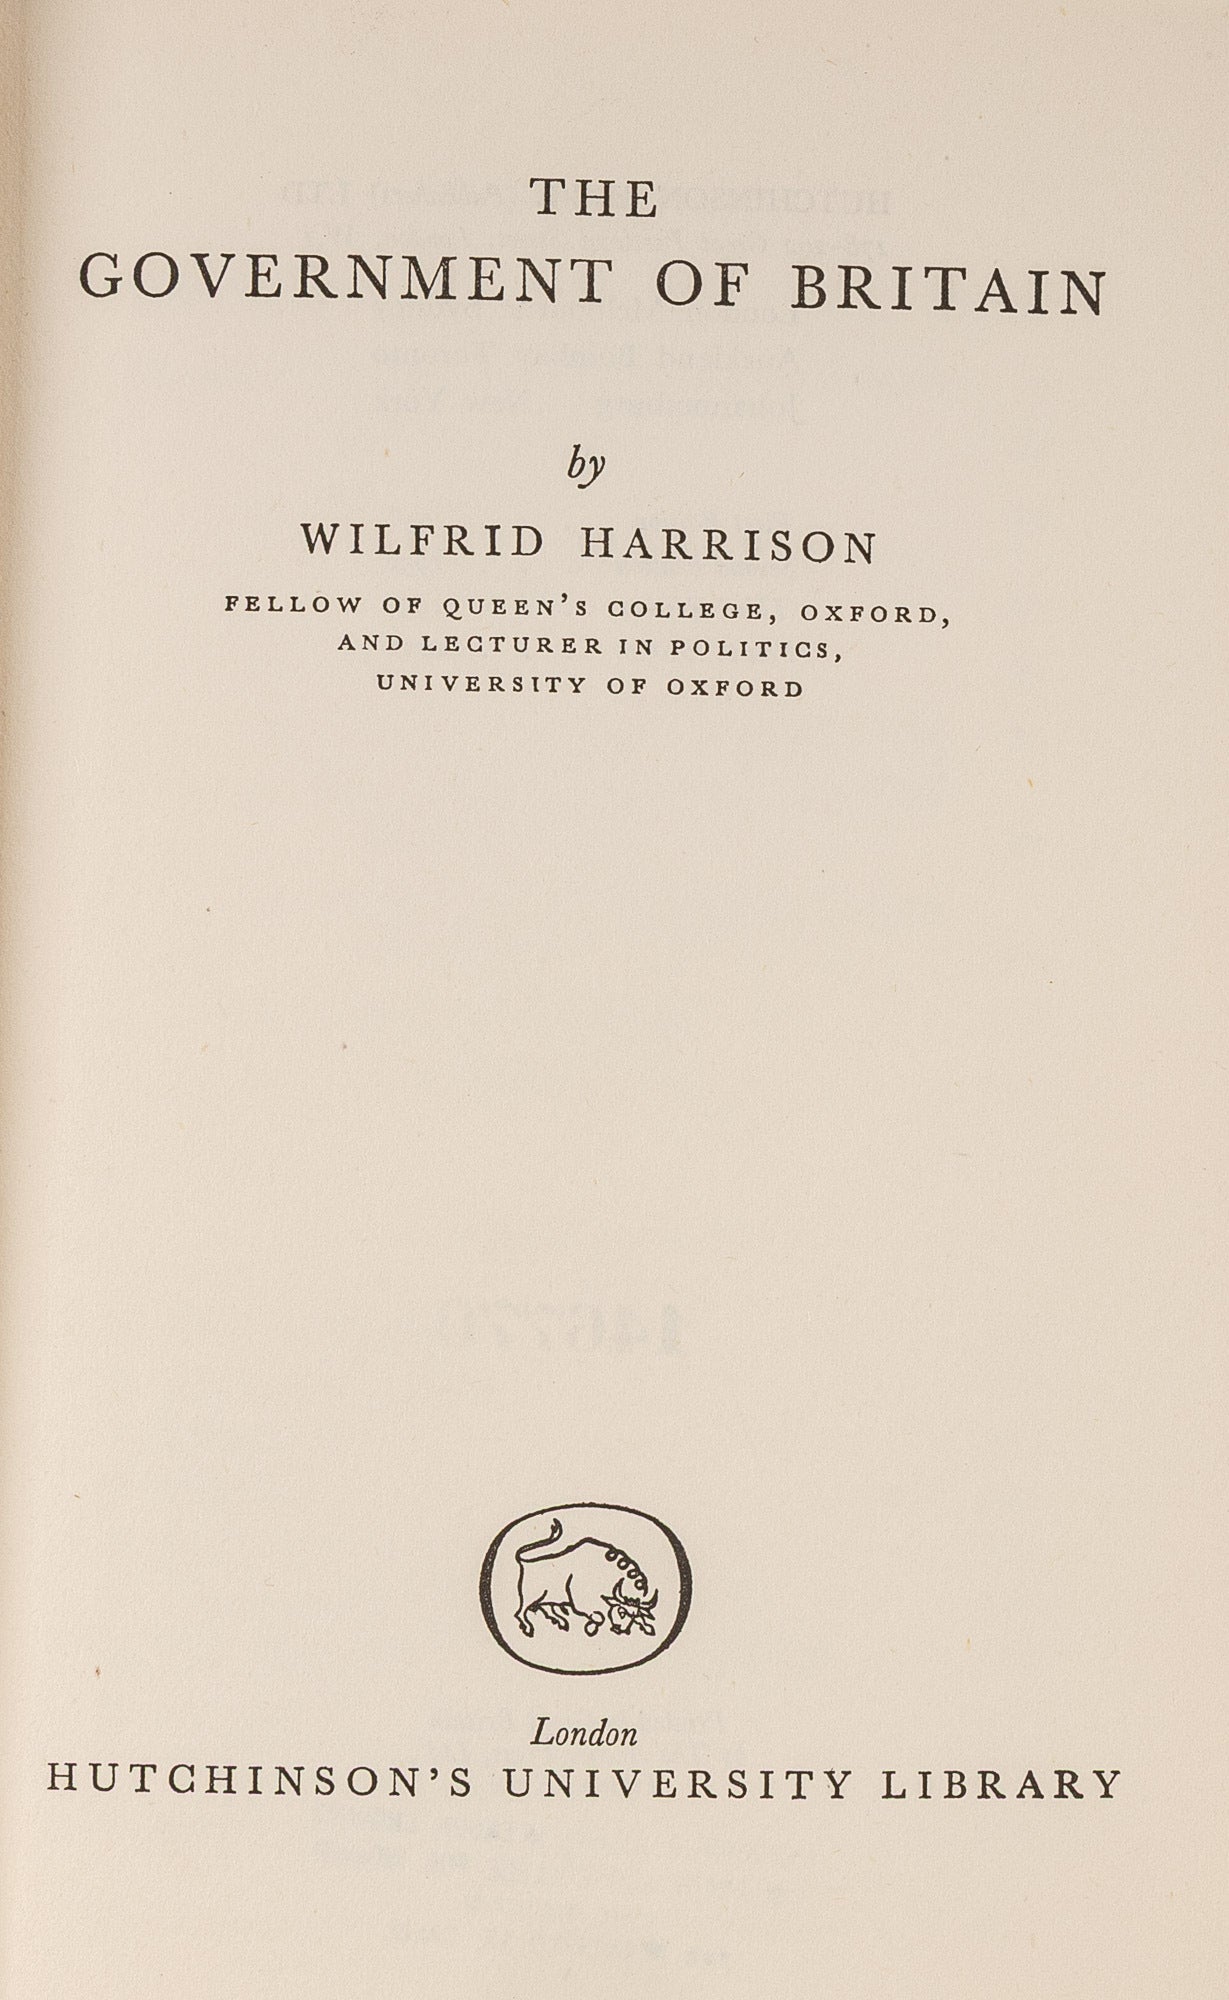 THE
GOVERNMENT OF BRITAIN
by
WILFRID HARRISON
FELLOW OF QUEEN'S COLLEGE, OXFORD,
AND LECTURER IN POLITICS,
UNIVERSITY OF OXFORD
London
HUTCHINSON'S UNIVERSITY LIBRARY